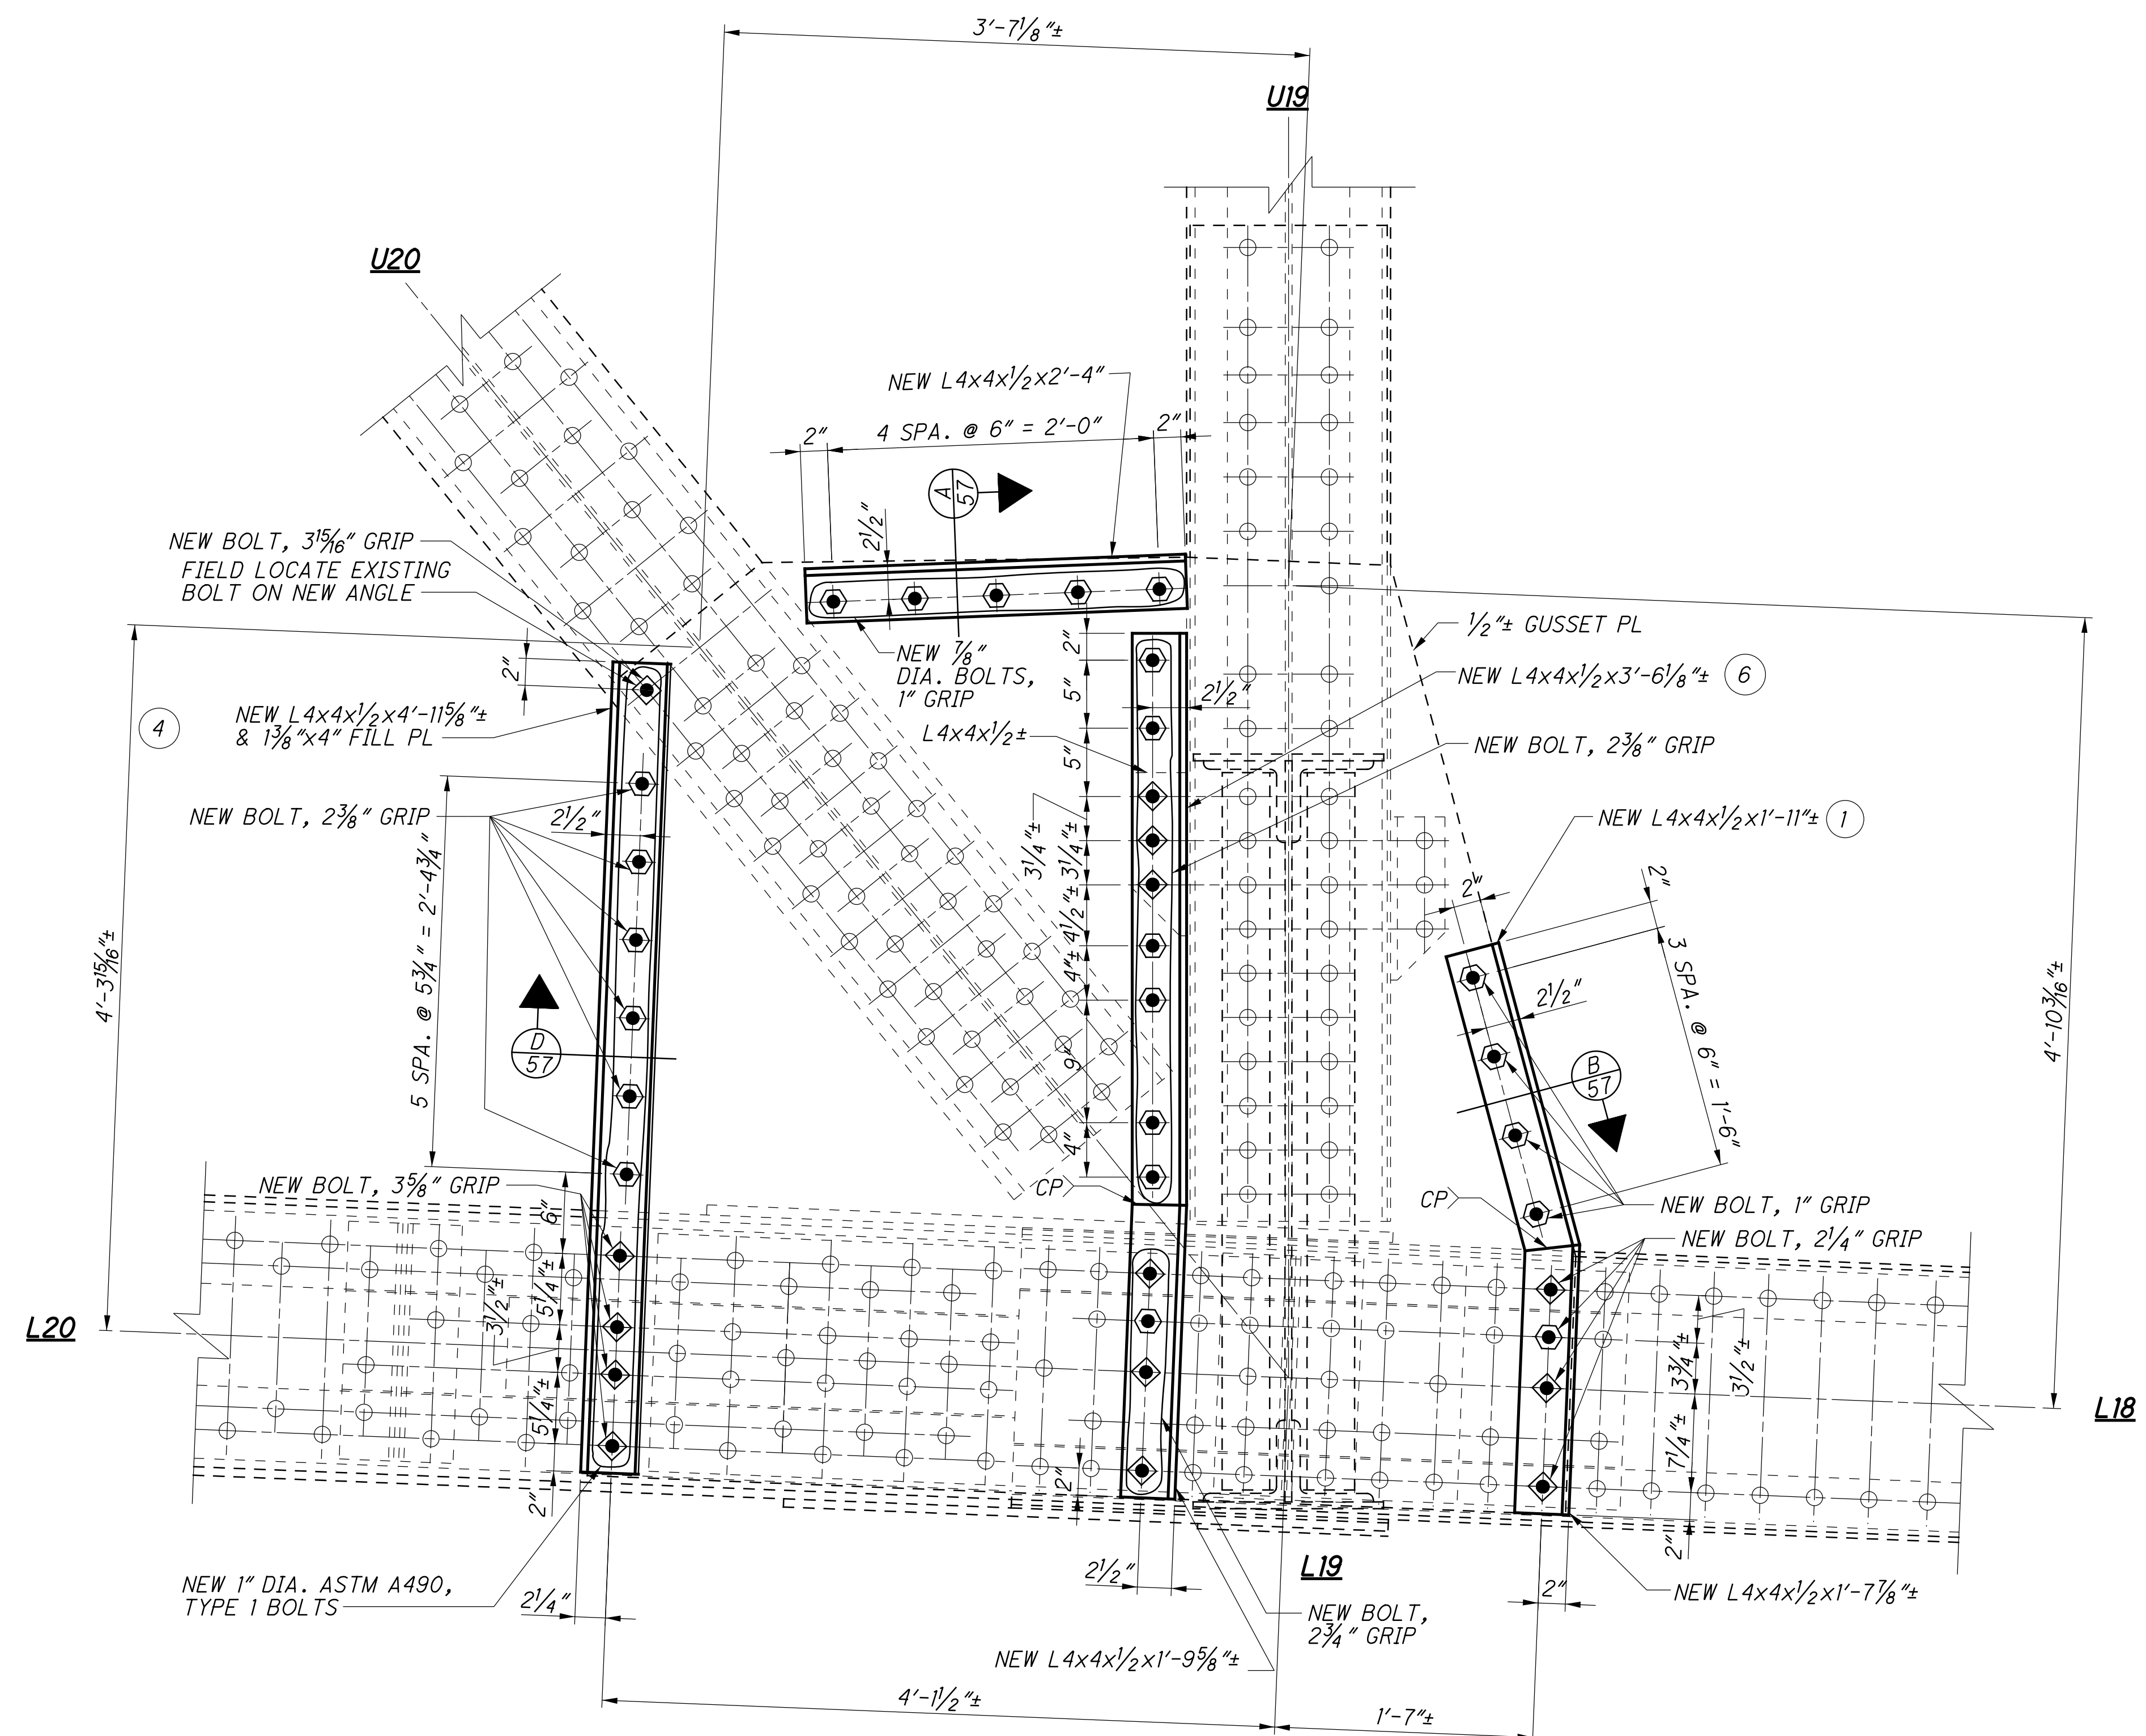 3'-7 1/8"±
U19
U20
NEW L4x4x1/2x2'-4"
2"
4 SPA. @ 6" = 2'-0"
2"
A
57
2 1/2"
NEW BOLT, 3 15/16" GRIP
FIELD LOCATE EXISTING
BOLT ON NEW ANGLE
1/2"± GUSSET PL
NEW 7/8"
DIA. BOLTS,
1" GRIP
2"
2"
NEW L4x4x1/2x3'-6 1/8"± 6
5"
2 1/2"
4
NEW L4x4x1/2x4'-11 5/8"±
& 1 3/8"x4" FILL PL
L4x4x1/2±
NEW BOLT, 2 3/8" GRIP
5"
NEW BOLT, 2 3/8" GRIP
2 1/2"
NEW L4x4x1/2x1'-11"± 1
3 1/4"±
3 1/4"±
2"
2"
4 1/2"±
4'-3 15/16"±
5 SPA. @ 5 3/4" = 2'-4 3/4"
4"±
2 1/2"
3 SPA. @ 6" = 1'-6"
4'-10 3/16"±
D
57
9"
B
57
4"
NEW BOLT, 3 5/8" GRIP
CP
CP
NEW BOLT, 1" GRIP
6"
NEW BOLT, 2 1/4" GRIP
5 1/4"±
3 1/2"±
L20
3 3/4"±
3 1/2"±
L18
5 1/4"±
7 1/4"±
2"
2"
2"
L19
NEW 1" DIA. ASTM A490,
TYPE 1 BOLTS
2 1/4"
2 1/2"
2"
NEW L4x4x1/2x1'-7 7/8"±
NEW BOLT,
2 3/4" GRIP
NEW L4x4x1/2x1'-9 5/8"±
4'-1 1/2"±
1'-7"±